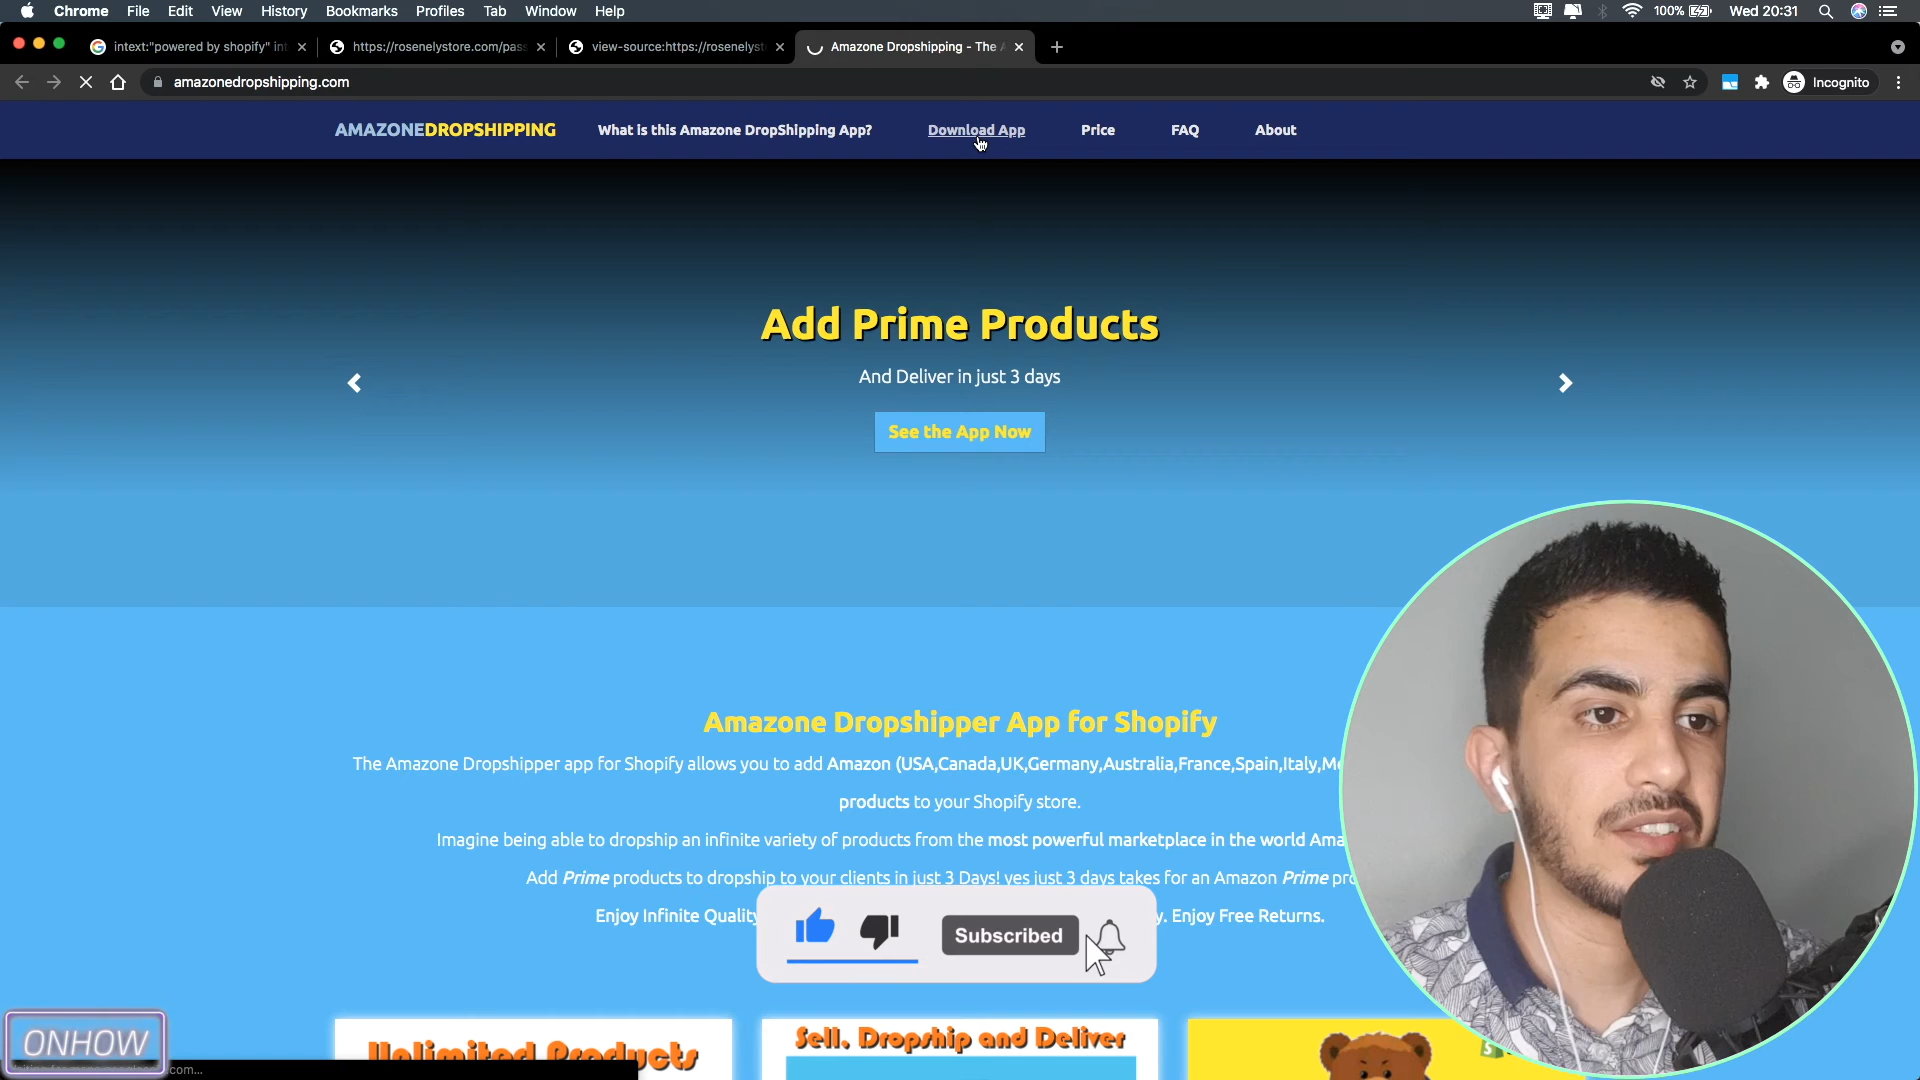 Chrome File Edit View History Bookmarks Profiles Tab Window Help 100% Wed 20:31
intext:"powered by shopify" int https://rosenelystore.com/pass view-source:https://rosenelyst Amazone Dropshipping - The A
amazonedropshipping.com Incognito
AMAZONEDROPSHIPPING What is this Amazone DropShipping App? Download App Price FAQ About
Add Prime Products
And Deliver in just 3 days
See the App Now
Amazone Dropshipper App for Shopify
The Amazone Dropshipper app for Shopify allows you to add Amazon (USA,Canada,UK,Germany,Australia,France,Spain,Italy,Me
products to your Shopify store.
Imagine being able to dropship an infinite variety of products from the most powerful marketplace in the world Ama
Add Prime products to dropship to your clients in just 3 Days! yes just 3 days takes for an Amazon Prime pro
Enjoy Infinite Quality y. Enjoy Free Returns.
Subscribed
Unlimited Products Sell, Dropship and Deliver
ONHOW
com...